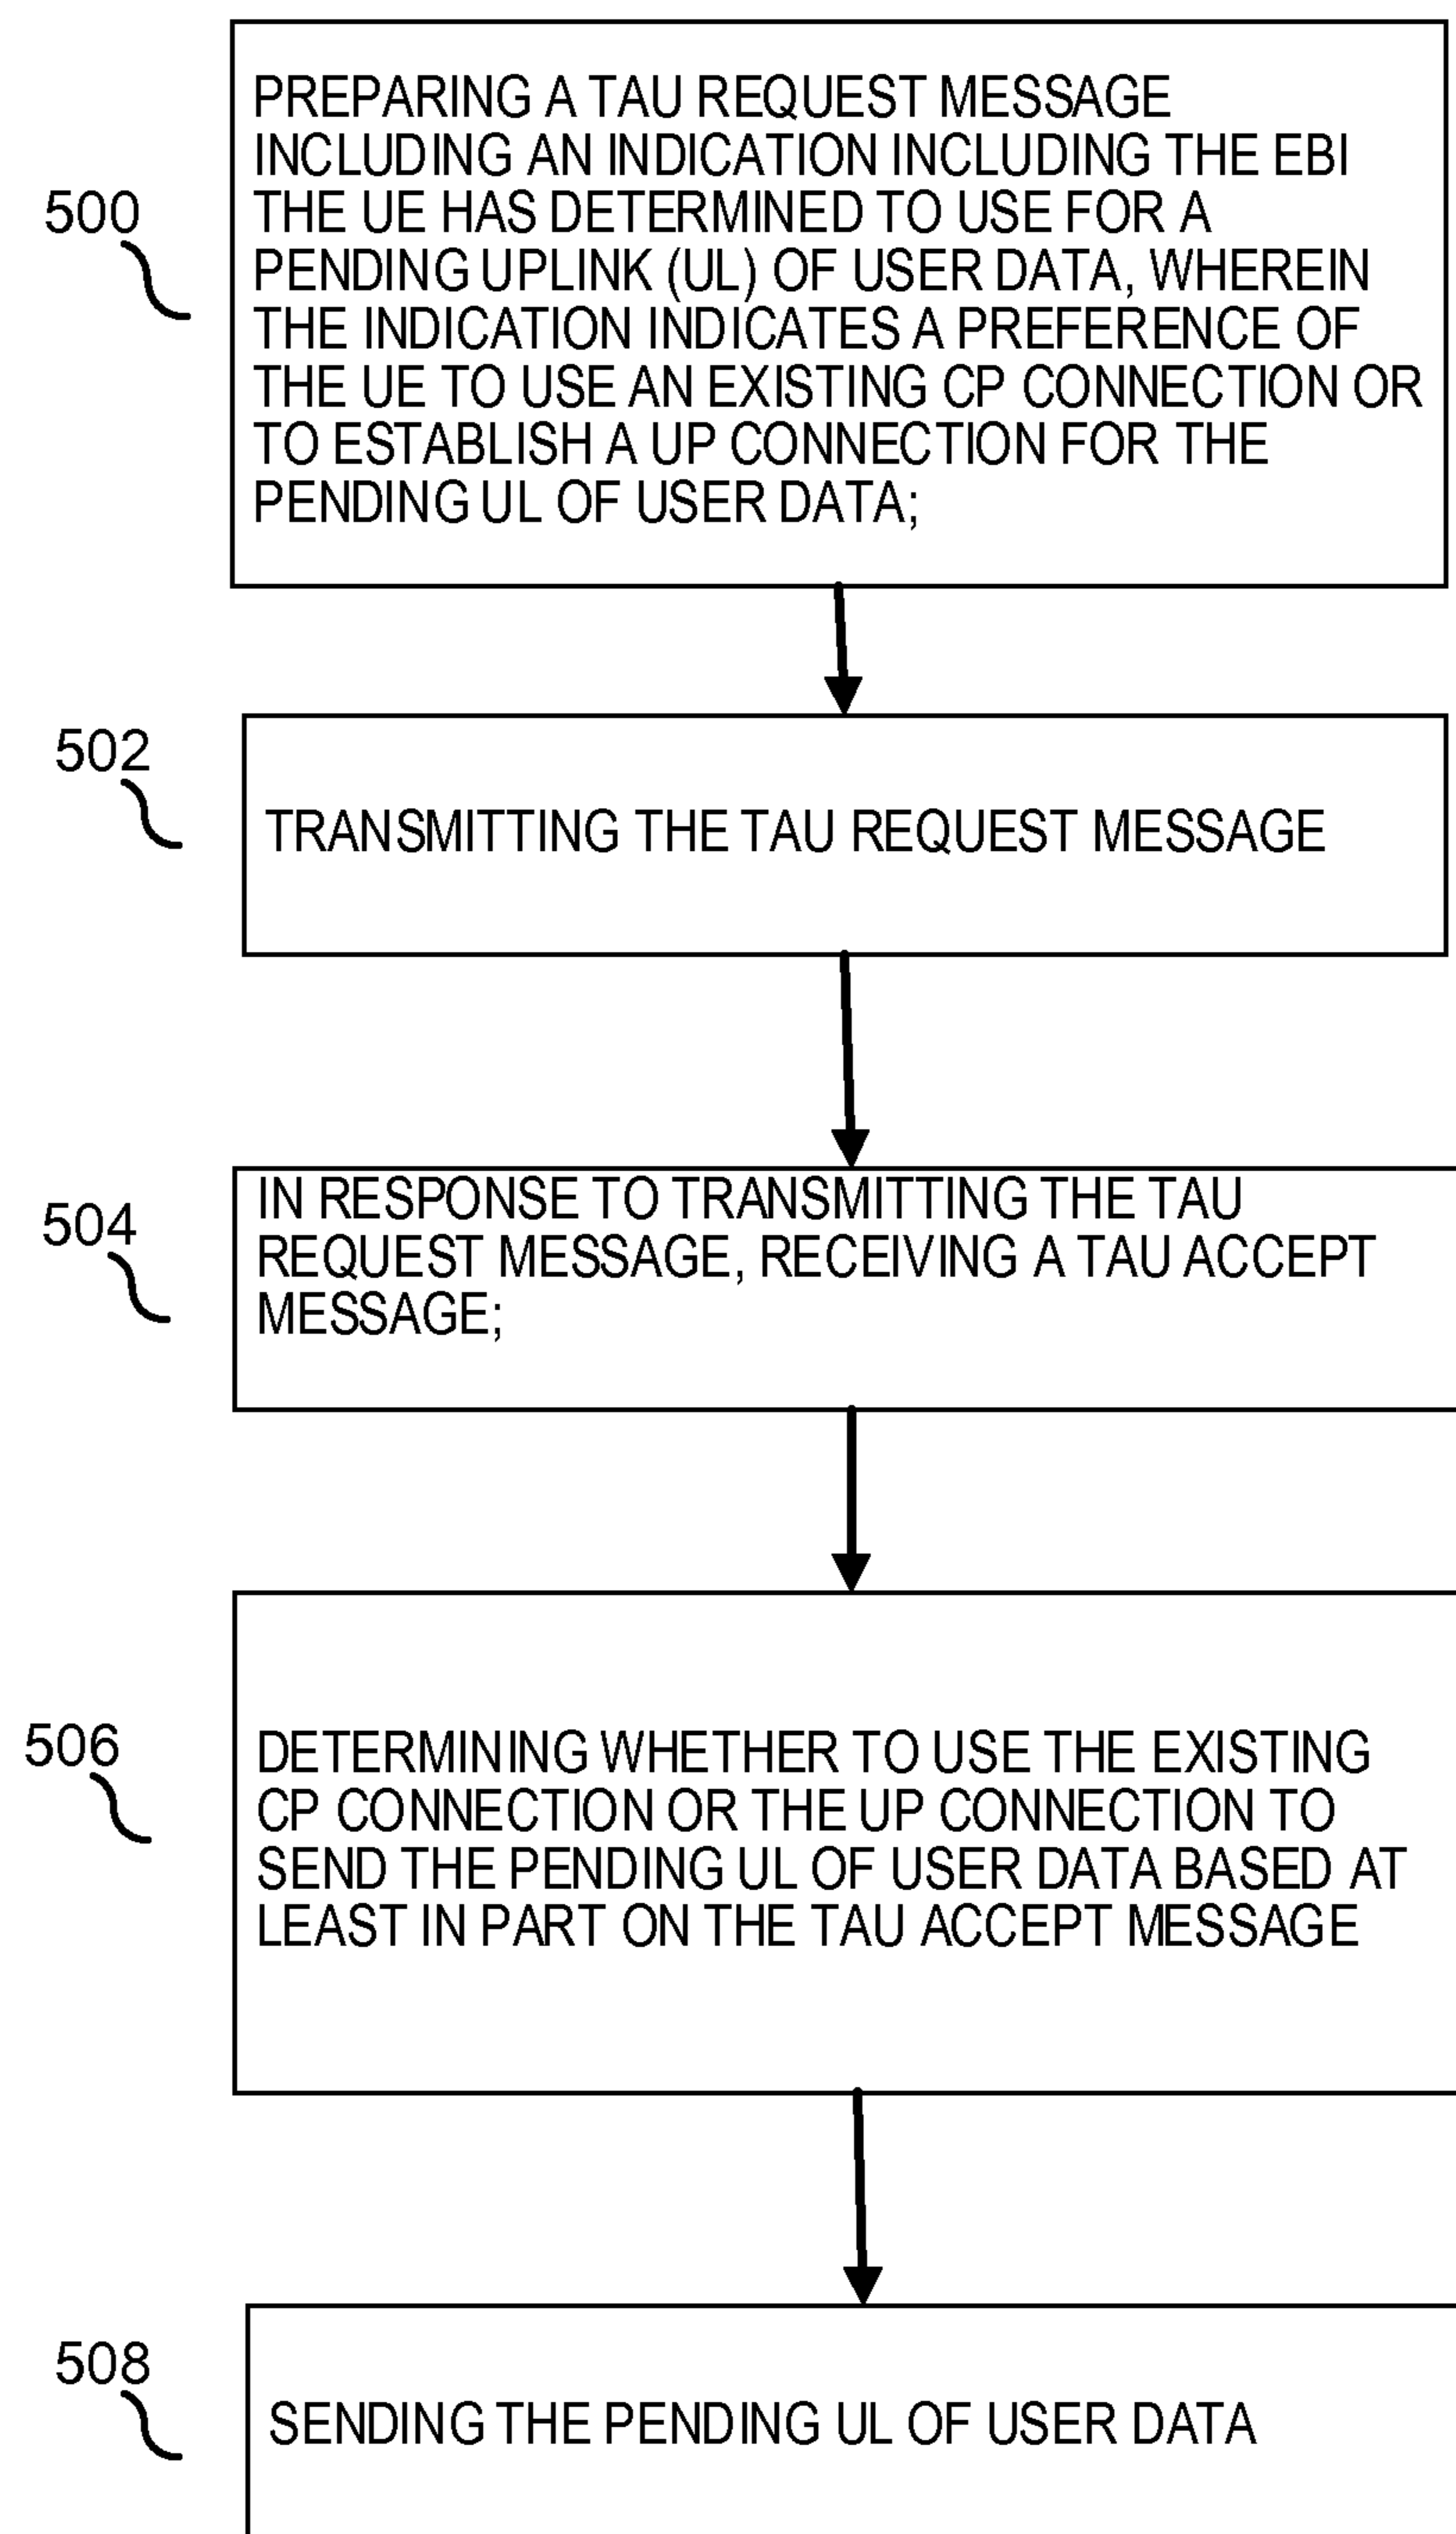 PREPARING A TAU REQUEST MESSAGE
INCLUDING AN INDICATION INCLUDING THE EBI
THE UE HAS DETERMINED TO USE FOR A
PENDING UPLINK (UL) OF USER DATA, WHEREIN
THE INDICATION INDICATES A PREFERENCE OF
THE UE TO USE AN EXISTING CP CONNECTION OR
TO ESTABLISH A UP CONNECTION FOR THE
PENDING UL OF USER DATA;
500
502
TRANSMITTING THE TAU REQUEST MESSAGE
504
IN RESPONSE TO TRANSMITTING THE TAU
REQUEST MESSAGE, RECEIVING A TAU ACCEPT
MESSAGE;
506
DETERMINING WHETHER TO USE THE EXISTING
CP CONNECTION OR THE UP CONNECTION TO
SEND THE PENDING UL OF USER DATA BASED AT
LEAST IN PART ON THE TAU ACCEPT MESSAGE
508
SENDING THE PENDING UL OF USER DATA